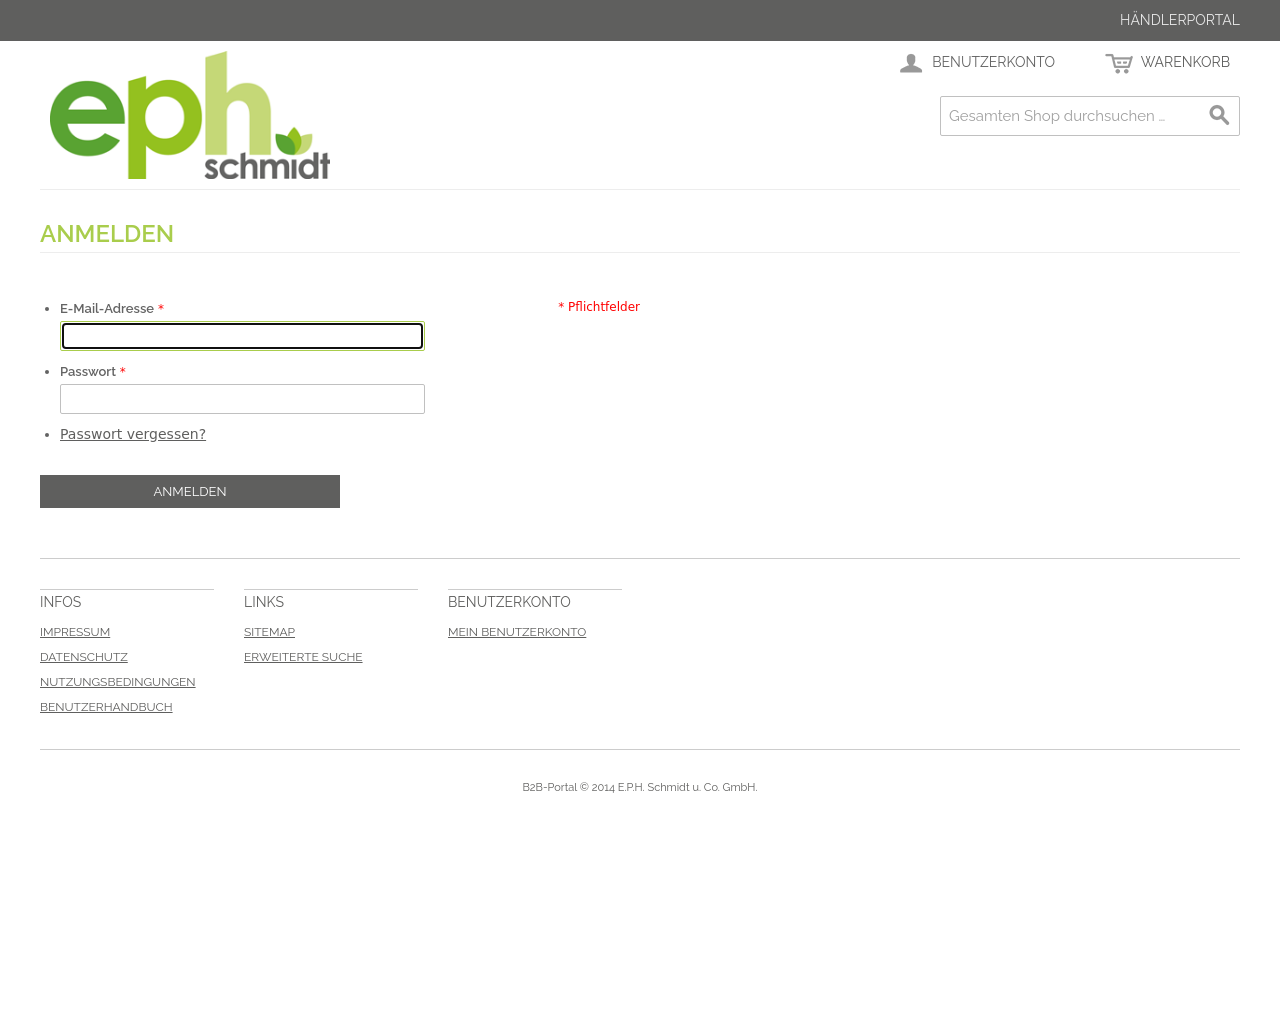 HÄNDLERPORTAL
eph schmidt
BENUTZERKONTO
WARENKORB
Gesamten Shop durchsuchen ...
ANMELDEN
E-Mail-Adresse *
* Pflichtfelder
Passwort *
Passwort vergessen?
ANMELDEN
INFOS
IMPRESSUM
DATENSCHUTZ
NUTZUNGSBEDINGUNGEN
BENUTZERHANDBUCH
LINKS
SITEMAP
ERWEITERTE SUCHE
BENUTZERKONTO
MEIN BENUTZERKONTO
B2B-Portal © 2014 E.P.H. Schmidt u. Co. GmbH.